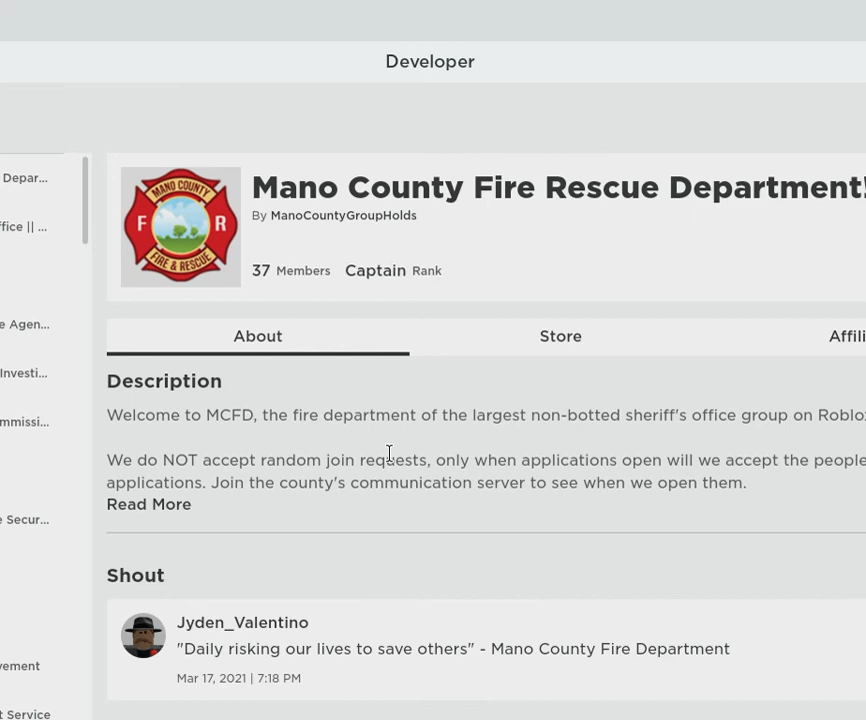 Developer
Depar...
ffice || ...
e Agen...
Investi...
mmissi...
e Secur...
vement
t Service
MANO COUNTY
F R
FIRE & RESCUE
Mano County Fire Rescue Department!
By ManoCountyGroupHolds
37 Members Captain Rank
About Store Affili
Description
Welcome to MCFD, the fire department of the largest non-botted sheriff's office group on Roblo
We do NOT accept random join requests, only when applications open will we accept the people
applications. Join the county's communication server to see when we open them.
Read More
Shout
Jyden_Valentino
"Daily risking our lives to save others" - Mano County Fire Department
Mar 17, 2021 | 7:18 PM